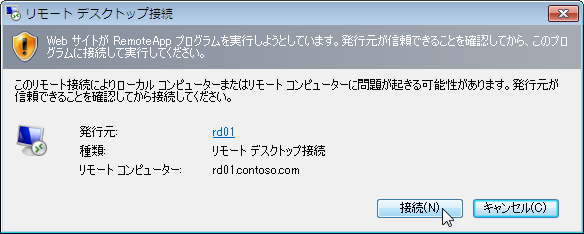 リモート デスクトップ接続
Web サイトが RemoteApp プログラムを実行しようとしています。発行元が信頼できることを確認してから、このプ
ログラムに接続して実行してください。
このリモート接続によりローカル コンピューターまたはリモート コンピューターに問題が起きる可能性があります。発行元が
信頼できることを確認してから接続してください。
発行元: rd01
種類: リモート デスクトップ接続
リモート コンピューター: rd01.contoso.com
接続(N) キャンセル(C)